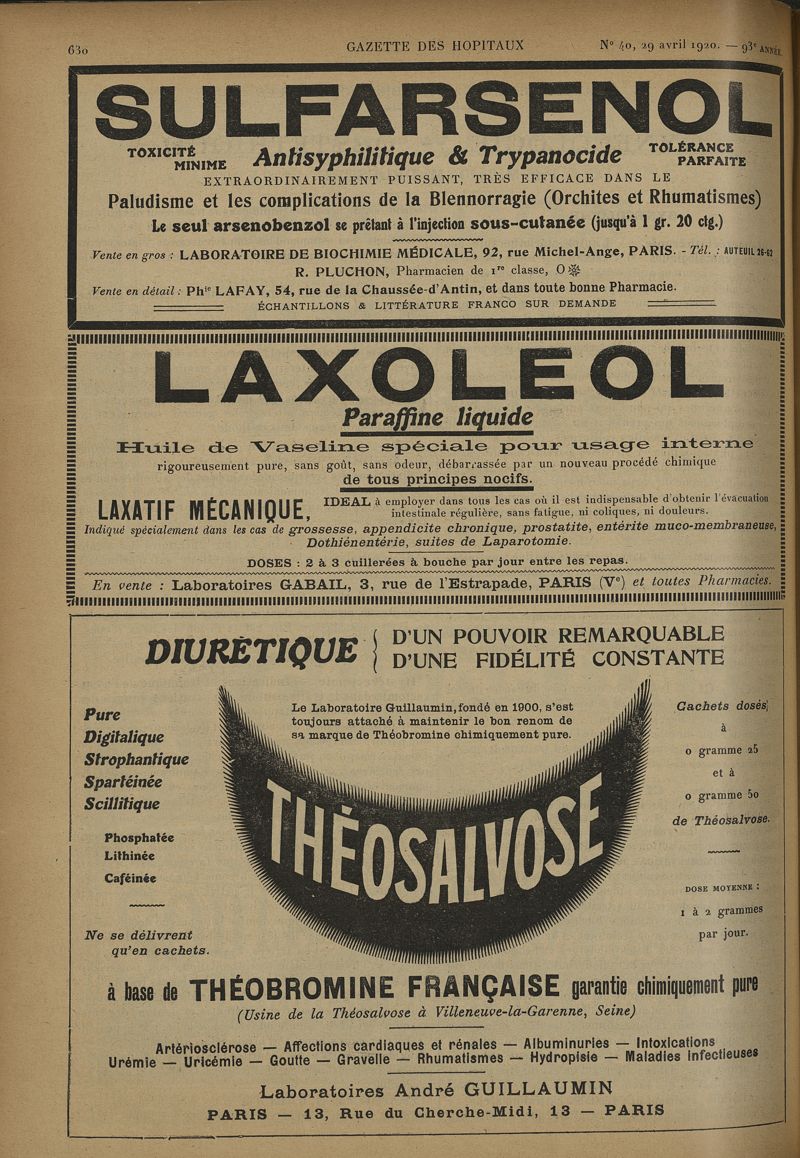 630
GAZETTE DES HOPITAUX
N° 40, 29 avril 1920. — 93e ANNÉE
SULFARSENOL
TOXICITÉ MINIME
Antisyphilitique & Trypanocide
TOLÉRANCE PARFAITE
EXTRAORDINAIREMENT PUISSANT, TRÈS EFFICACE DANS LE
Paludisme et les complications de la Blennorragie (Orchites et Rhumatismes)
Le seul arsenobenzol se prêtant à l'injection sous-cutanée (jusqu'à 1 gr. 20 ctg.)
Vente en gros : LABORATOIRE DE BIOCHIMIE MÉDICALE, 92, rue Michel-Ange, PARIS. - Tél. : AUTEUIL 26-62
R. PLUCHON, Pharmacien de 1re classe, O
Vente en détail : Phie LAFAY, 54, rue de la Chaussée-d'Antin, et dans toute bonne Pharmacie.
ÉCHANTILLONS & LITTÉRATURE FRANCO SUR DEMANDE
LAXOLEOL
Paraffine liquide
Huile de Vaseline spéciale pour usage interne
rigoureusement pure, sans goût, sans odeur, débarrassée par un nouveau procédé chimique
de tous principes nocifs.
LAXATIF MÉCANIQUE,
IDEAL à employer dans tous les cas où il est indispensable d'obtenir l'évacuation
intestinale régulière, sans fatigue, ni coliques, ni douleurs.
Indiqué spécialement dans les cas de grossesse, appendicite chronique, prostatite, entérite muco-membraneuse,
Dothiénentérie, suites de Laparotomie.
DOSES : 2 à 3 cuillerées à bouche par jour entre les repas.
En vente : Laboratoires GABAIL, 3, rue de l'Estrapade, PARIS (Ve) et toutes Pharmacies.
DIURÉTIQUE
D'UN POUVOIR REMARQUABLE
D'UNE FIDÉLITÉ CONSTANTE
Le Laboratoire Guillaumin, fondé en 1900, s'est
toujours attaché à maintenir le bon renom de
sa marque de Théobromine chimiquement pure.
Pure
Digitalique
Strophantique
Spartéinée
Scillitique
Phosphatée
Lithinée
Caféinée
Ne se délivrent
qu'en cachets.
THÉOSALVOSE
Cachets dosés
à
0 gramme 25
et à
0 gramme 50
de Théosalvose.
DOSE MOYENNE :
1 à 2 grammes
par jour.
à base de THÉOBROMINE FRANÇAISE garantie chimiquement pure
(Usine de la Théosalvose à Villeneuve-la-Garenne, Seine)
Artériosclérose — Affections cardiaques et rénales — Albuminuries — Intoxications
Urémie — Uricémie — Goutte — Gravelle — Rhumatismes — Hydropisie — Maladies infectieuses
Laboratoires André GUILLAUMIN
PARIS — 13, Rue du Cherche-Midi, 13 — PARIS